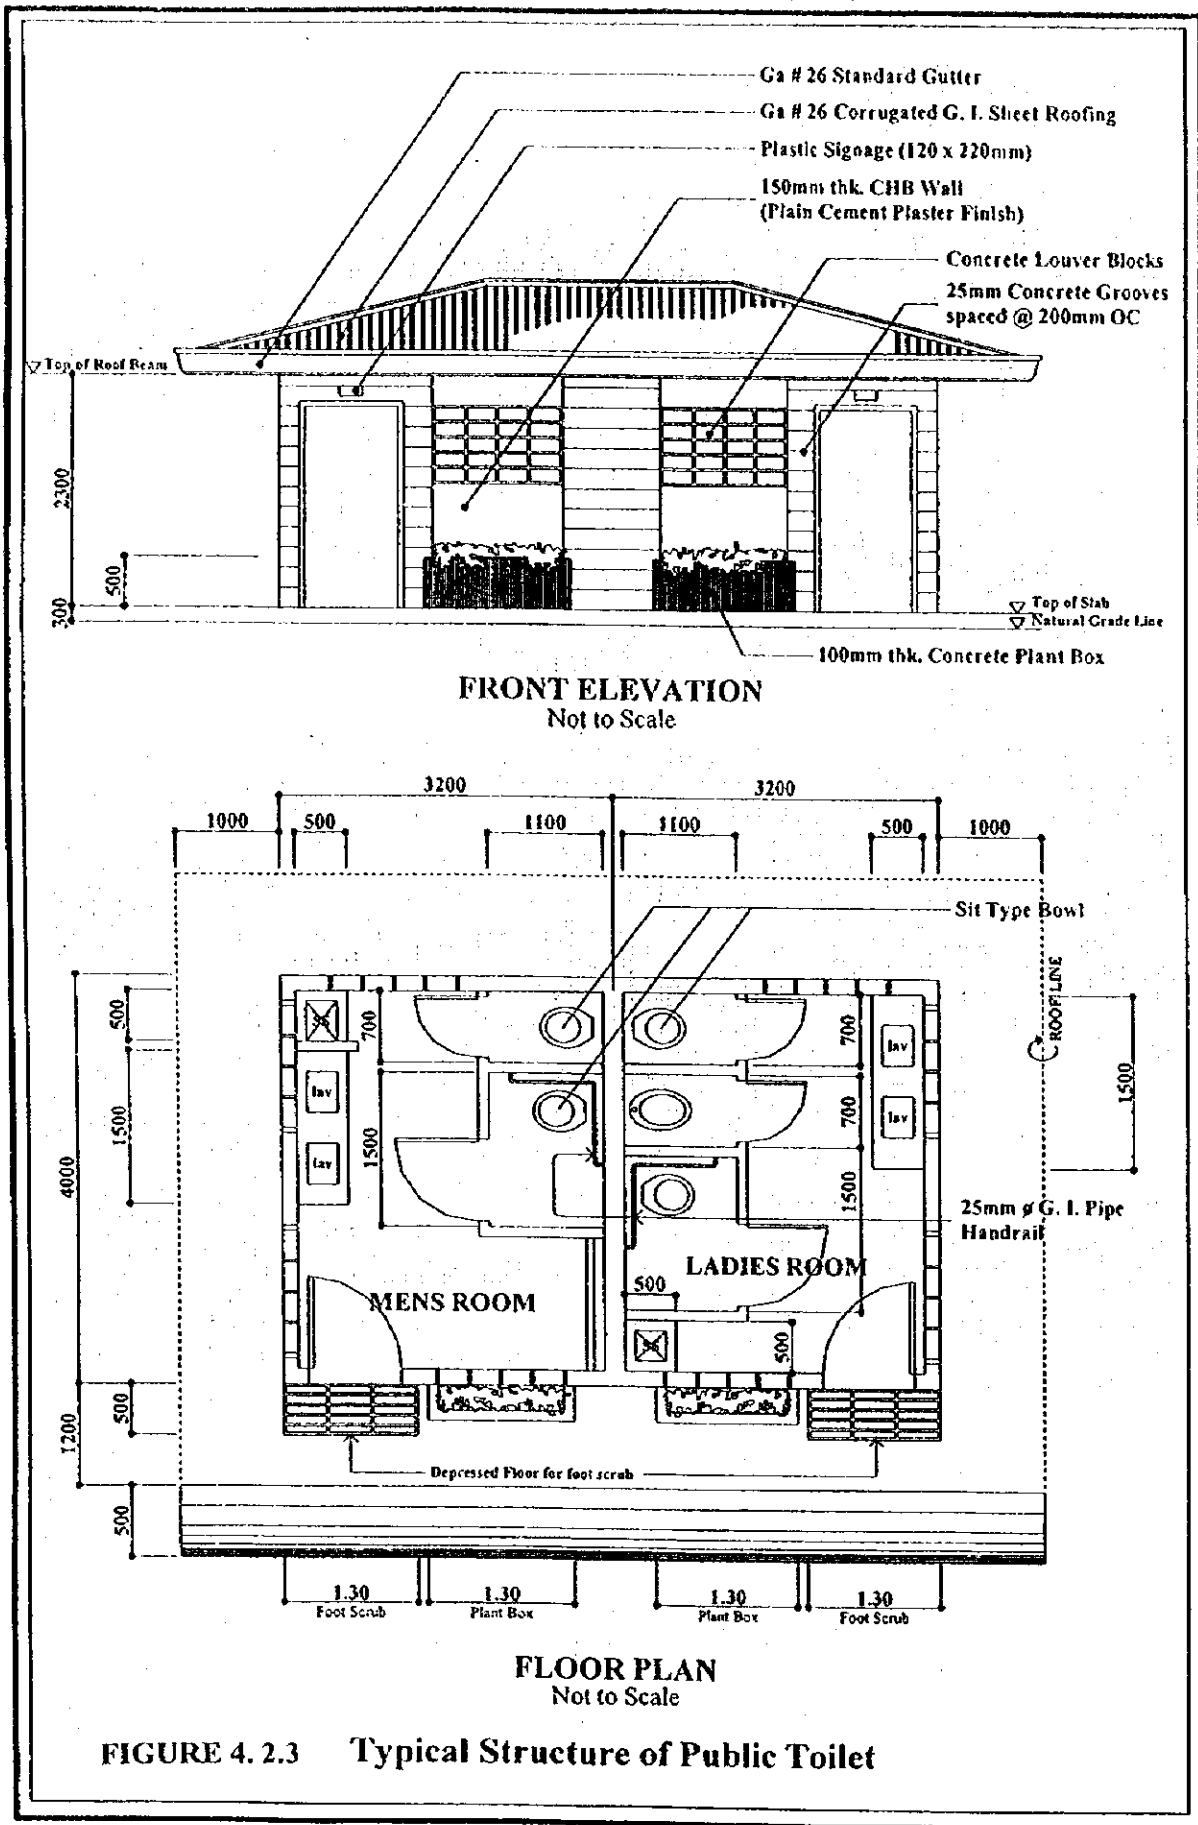 Ga # 26 Standard Gutter
Ga # 26 Corrugated G. I. Sheet Roofing
Plastic Signage (120 x 220mm)
150mm thk. CHB Wall
(Plain Cement Plaster Finish)
Concrete Louver Blocks
25mm Concrete Grooves
spaced @ 200mm OC
Top of Roof Beam
2300
500
300
Top of Slab
Natural Grade Line
100mm thk. Concrete Plant Box
FRONT ELEVATION
Not to Scale
3200
3200
1000
500
1100
1100
500
1000
Sit Type Bowl
ROOF LINE
500
700
700
lav
lav
1500
1500
4000
lav
lav
1500
700
1500
25mm ø G. I. Pipe
Handrail
LADIES ROOM
MENS ROOM
500
SS
SS
500
500
1200
Depressed Floor for foot scrub
500
1.30
Foot Scrub
1.30
Plant Box
1.30
Plant Box
1.30
Foot Scrub
FLOOR PLAN
Not to Scale
FIGURE 4. 2.3 Typical Structure of Public Toilet